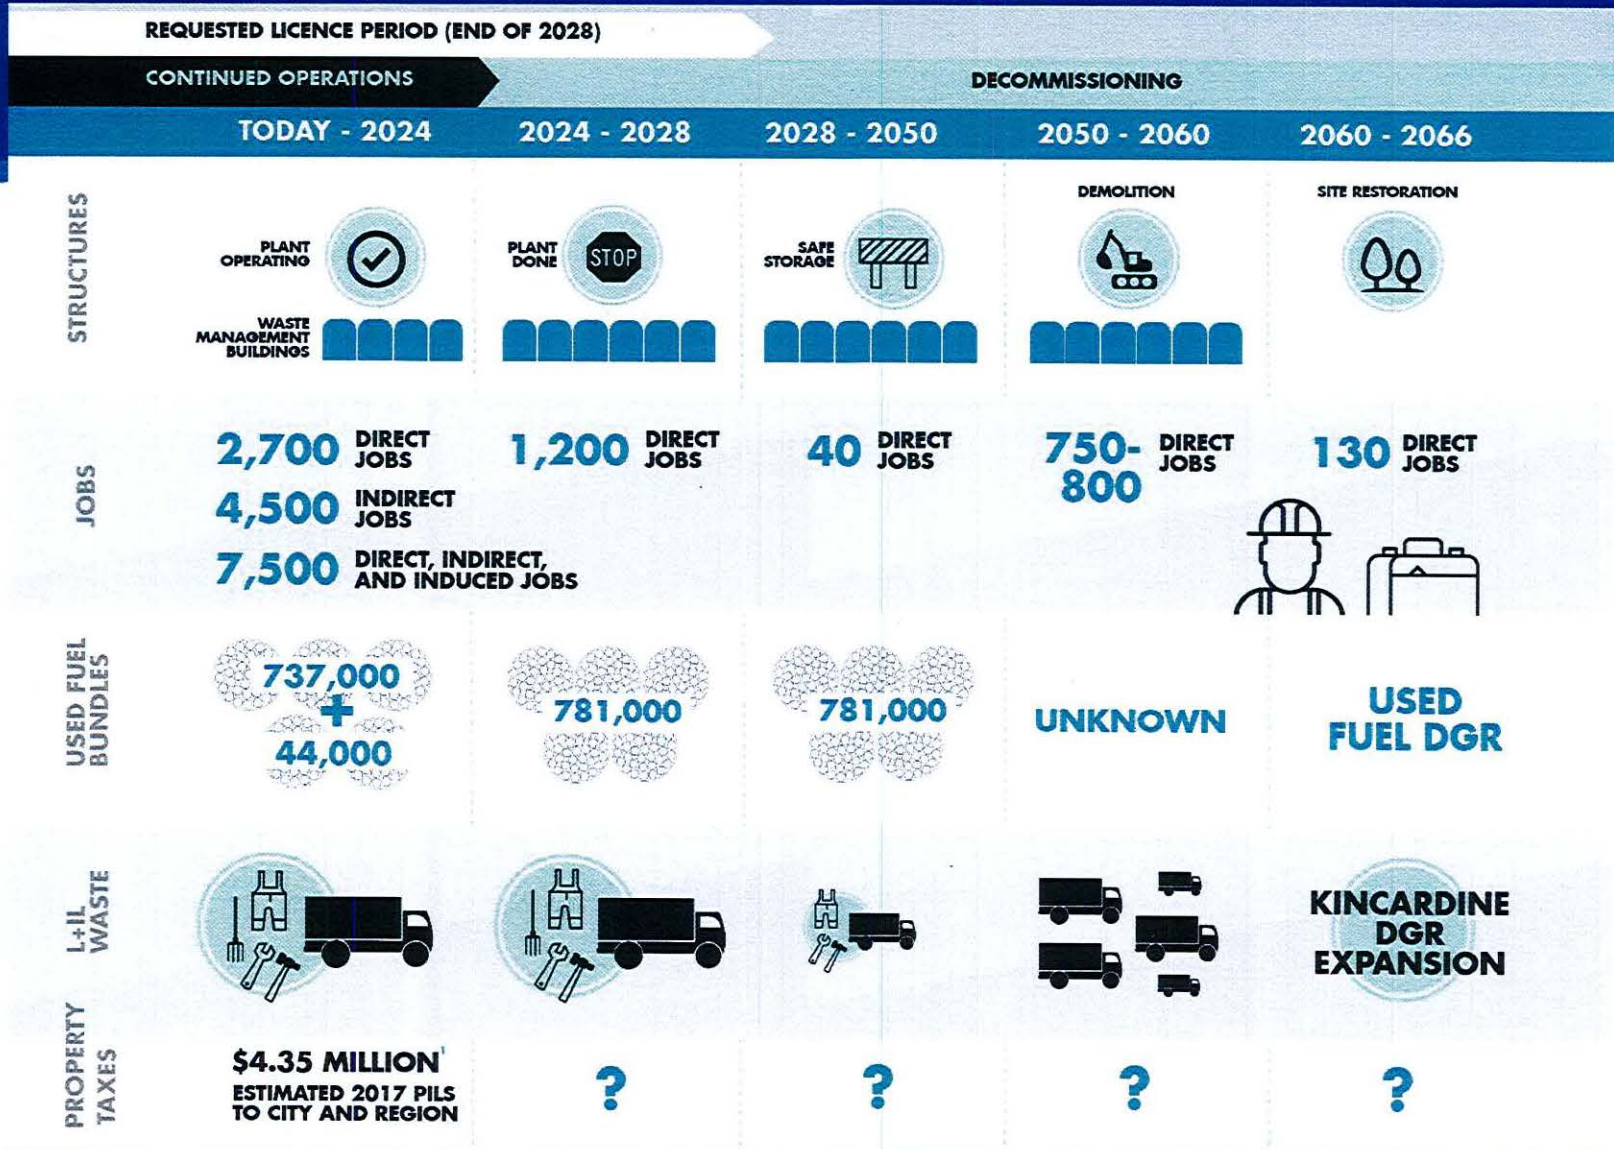 REQUESTED LICENCE PERIOD (END OF 2028)
CONTINUED OPERATIONS
DECOMMISSIONING
TODAY - 2024
2024 - 2028
2028 - 2050
2050 - 2060
2060 - 2066
STRUCTURES
PLANT
OPERATING
PLANT
DONE
STOP
SAFE
STORAGE
DEMOLITION
SITE RESTORATION
WASTE
MANAGEMENT
BUILDINGS
JOBS
2,700 DIRECT
JOBS
4,500 INDIRECT
JOBS
7,500 DIRECT, INDIRECT,
AND INDUCED JOBS
1,200 DIRECT
JOBS
40 DIRECT
JOBS
750-
800
DIRECT
JOBS
130 DIRECT
JOBS
USED FUEL
BUNDLES
737,000
+
44,000
781,000
781,000
UNKNOWN
USED
FUEL DGR
L+IL
WASTE
KINCARDINE
DGR
EXPANSION
PROPERTY
TAXES
$4.35 MILLION¹
ESTIMATED 2017 PILS
TO CITY AND REGION
?
?
?
?